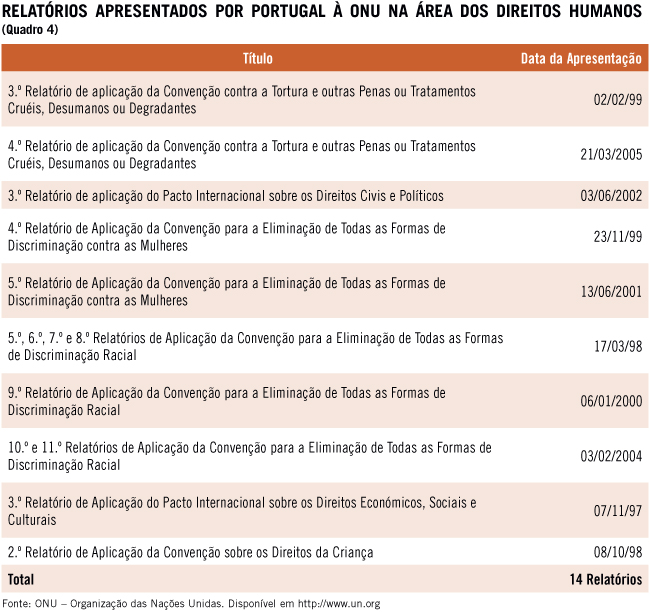 RELATÓRIOS APRESENTADOS POR PORTUGAL À ONU NA ÁREA DOS DIREITOS HUMANOS
(Quadro 4)
Título Data da Apresentação
3.º Relatório de aplicação da Convenção contra a Tortura e outras Penas ou Tratamentos
Cruéis, Desumanos ou Degradantes 02/02/99
4.º Relatório de aplicação da Convenção contra a Tortura e outras Penas ou Tratamentos
Cruéis, Desumanos ou Degradantes 21/03/2005
3.º Relatório de aplicação do Pacto Internacional sobre os Direitos Civis e Políticos 03/06/2002
4.º Relatório de Aplicação da Convenção para a Eliminação de Todas as Formas de
Discriminação contra as Mulheres 23/11/99
5.º Relatório de Aplicação da Convenção para a Eliminação de Todas as Formas de
Discriminação contra as Mulheres 13/06/2001
5.º, 6.º, 7.º e 8.º Relatórios de Aplicação da Convenção para a Eliminação de Todas as Formas
de Discriminação Racial 17/03/98
9.º Relatório de Aplicação da Convenção para a Eliminação de Todas as Formas de
Discriminação Racial 06/01/2000
10.º e 11.º Relatórios de Aplicação da Convenção para a Eliminação de Todas as Formas de
Discriminação Racial 03/02/2004
3.º Relatório de Aplicação do Pacto Internacional sobre os Direitos Económicos, Sociais e
Culturais 07/11/97
2.º Relatório de Aplicação da Convenção sobre os Direitos da Criança 08/10/98
Total 14 Relatórios
Fonte: ONU – Organização das Nações Unidas. Disponível em http://www.un.org